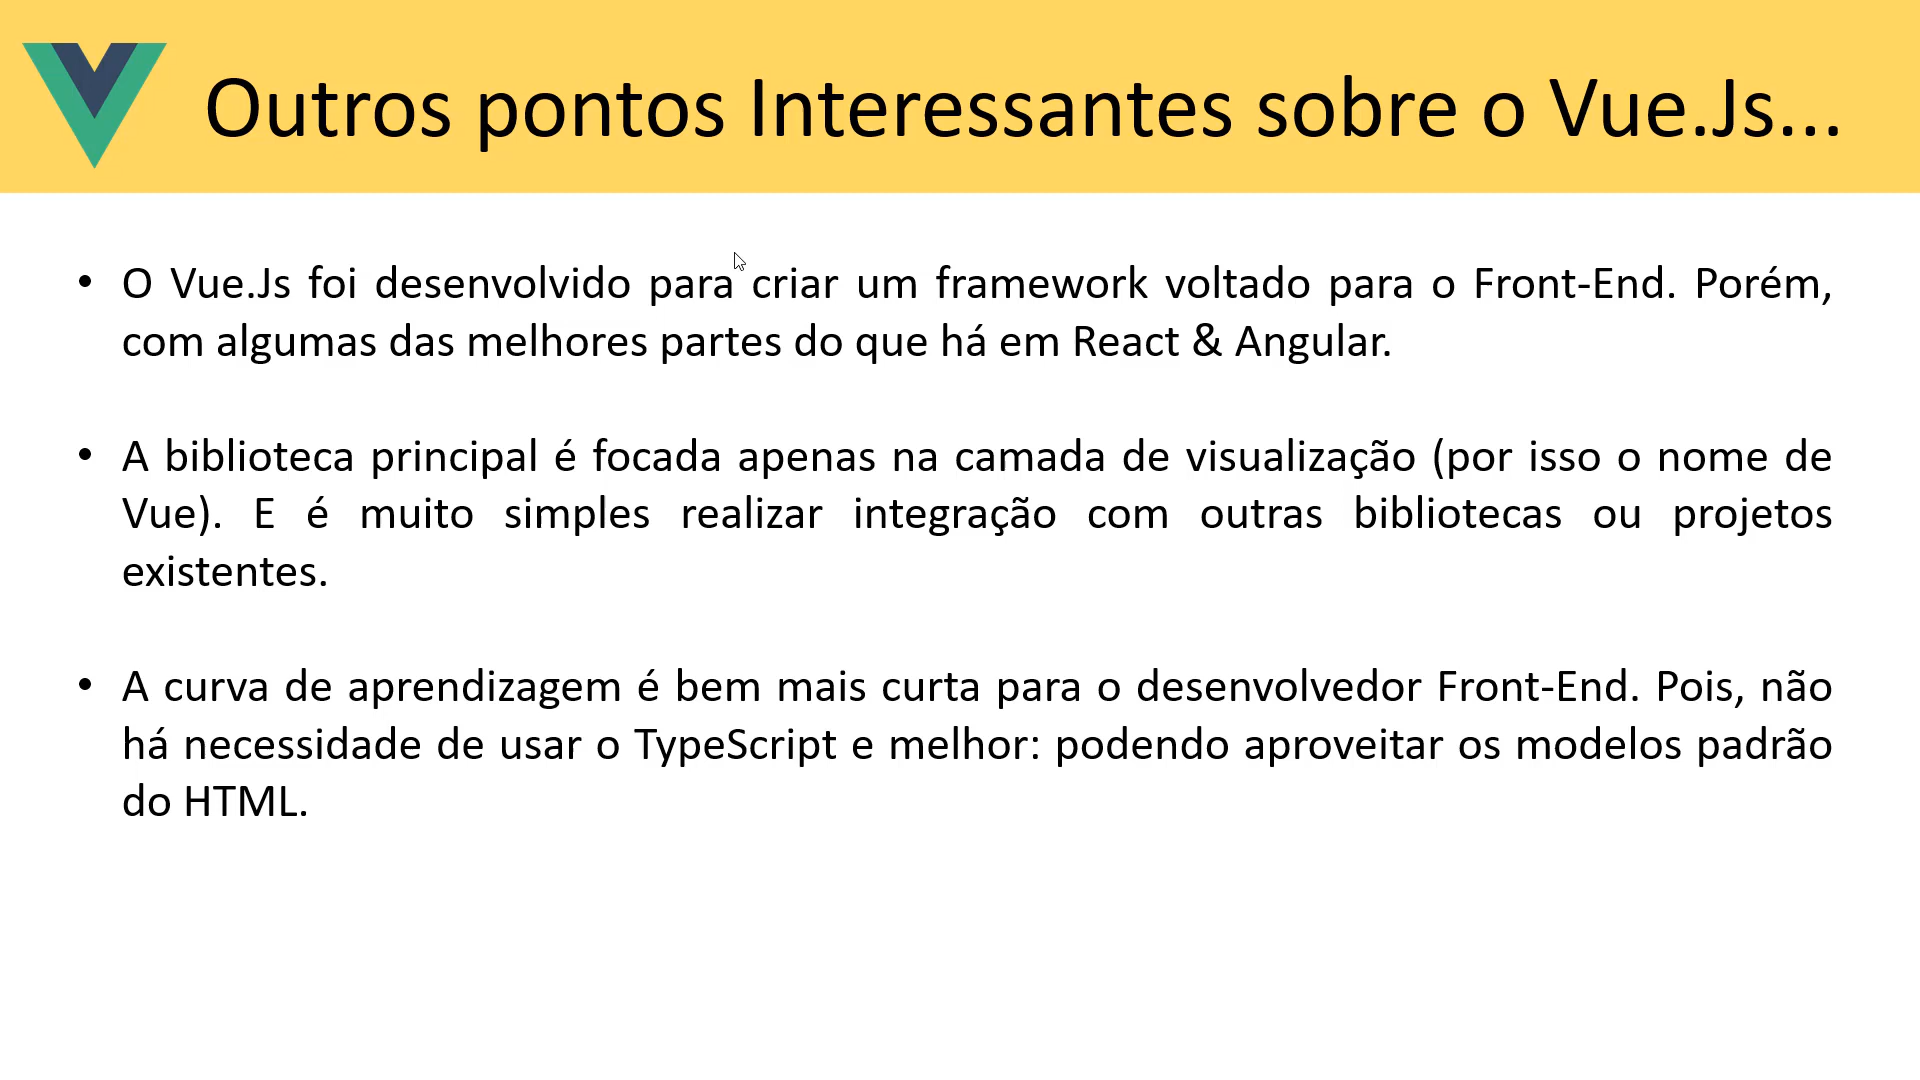 Outros pontos Interessantes sobre o Vue.Js...
• O Vue.Js foi desenvolvido para criar um framework voltado para o Front-End. Porém,
com algumas das melhores partes do que há em React & Angular.
• A biblioteca principal é focada apenas na camada de visualização (por isso o nome de
Vue). E é muito simples realizar integração com outras bibliotecas ou projetos
existentes.
• A curva de aprendizagem é bem mais curta para o desenvolvedor Front-End. Pois, não
há necessidade de usar o TypeScript e melhor: podendo aproveitar os modelos padrão
do HTML.